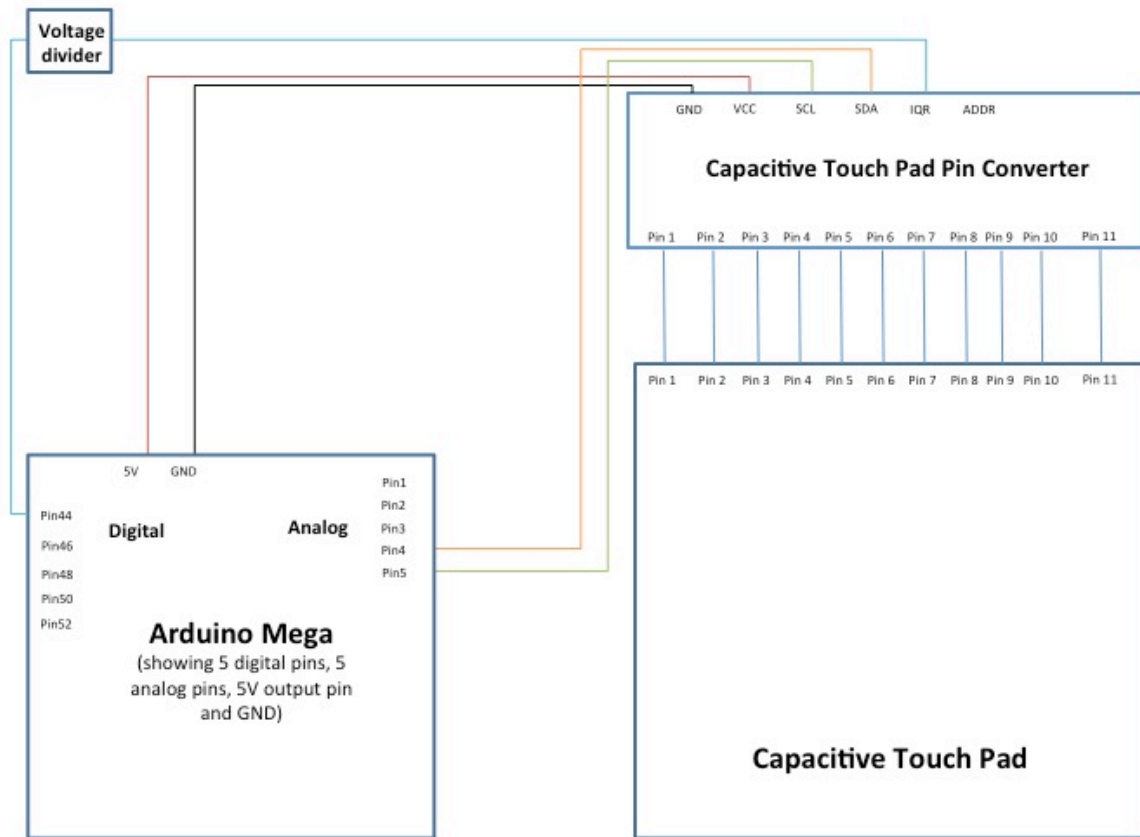 Voltage
divider
GND VCC SCL SDA IQR ADDR
Capacitive Touch Pad Pin Converter
Pin 1 Pin 2 Pin 3 Pin 4 Pin 5 Pin 6 Pin 7 Pin 8 Pin 9 Pin 10 Pin 11
Pin 1 Pin 2 Pin 3 Pin 4 Pin 5 Pin 6 Pin 7 Pin 8 Pin 9 Pin 10 Pin 11
5V GND
Pin1
Pin2
Pin3
Pin4
Pin5
Pin44
Pin46
Pin48
Pin50
Pin52
Digital Analog
Arduino Mega
(showing 5 digital pins, 5
analog pins, 5V output pin
and GND)
Capacitive Touch Pad